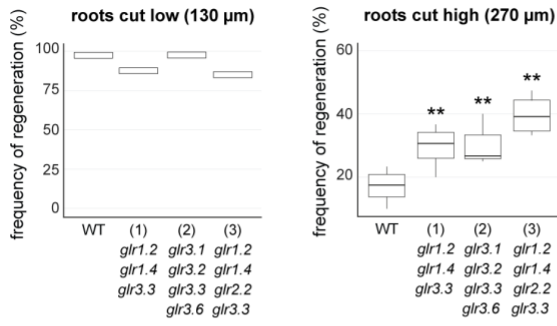 roots cut low (130 µm)
frequency of regeneration (%)
100
75
50
25
0
WT (1) (2) (3)
glr1.2 glr3.1 glr1.2
glr1.4 glr3.2 glr1.4
glr3.3 glr3.3 glr2.2
glr3.6 glr3.3
roots cut high (270 µm)
frequency of regeneration (%)
60
40
20
** ** **
WT (1) (2) (3)
glr1.2 glr3.1 glr1.2
glr1.4 glr3.2 glr1.4
glr3.3 glr3.3 glr2.2
glr3.6 glr3.3